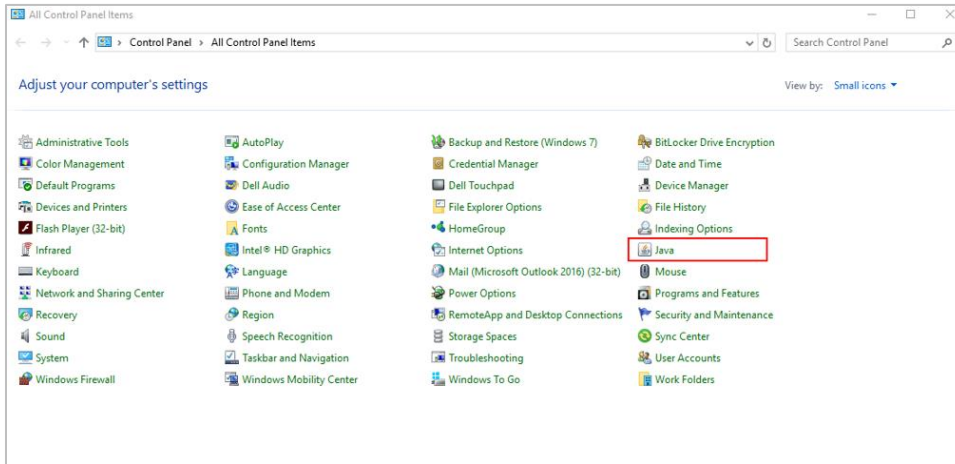 All Control Panel Items
Control Panel > All Control Panel Items
Search Control Panel
Adjust your computer's settings
View by: Small icons
Administrative Tools AutoPlay Backup and Restore (Windows 7) BitLocker Drive Encryption
Color Management Configuration Manager Credential Manager Date and Time
Default Programs Dell Audio Dell Touchpad Device Manager
Devices and Printers Ease of Access Center File Explorer Options File History
Flash Player (32-bit) Fonts HomeGroup Indexing Options
Infrared Intel® HD Graphics Internet Options Java
Keyboard Language Mail (Microsoft Outlook 2016) (32-bit) Mouse
Network and Sharing Center Phone and Modem Power Options Programs and Features
Recovery Region RemoteApp and Desktop Connections Security and Maintenance
Sound Speech Recognition Storage Spaces Sync Center
System Taskbar and Navigation Troubleshooting User Accounts
Windows Firewall Windows Mobility Center Windows To Go Work Folders